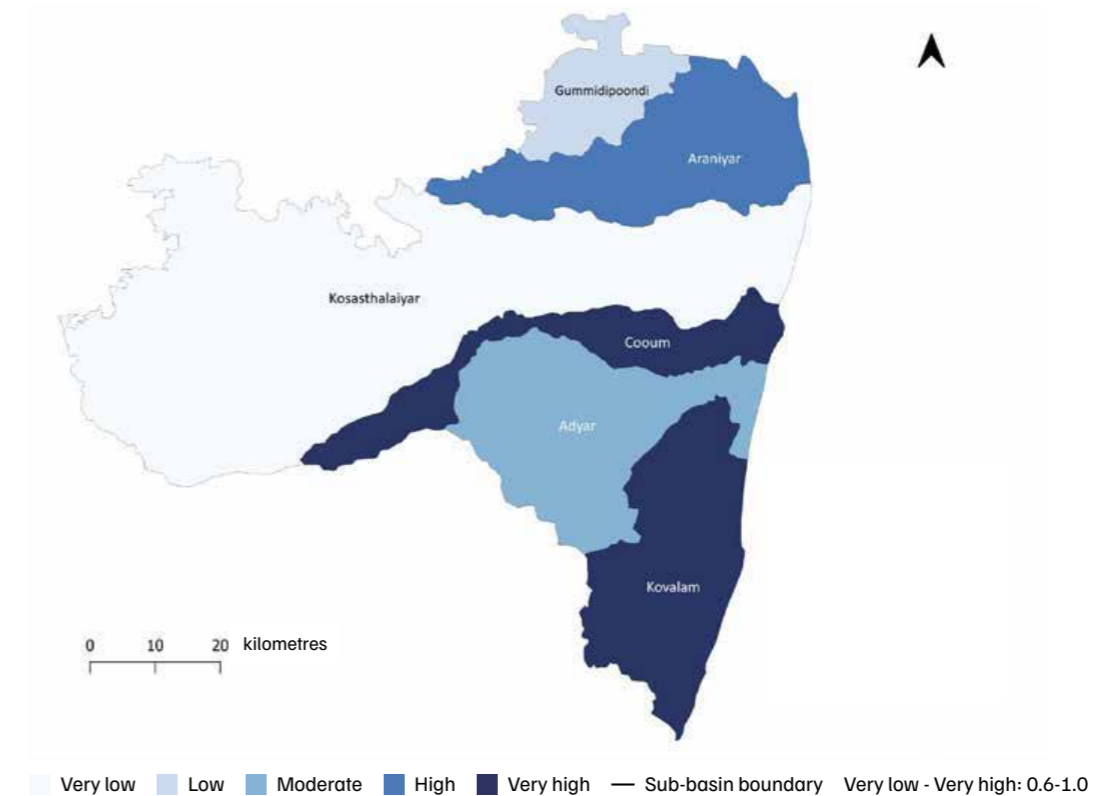 Gummidipoondi
Araniyar
Kosasthalaiyar
Cooum
Adyar
Kovalam
0 10 20 kilometres
Very low Low Moderate High Very high Sub-basin boundary Very low - Very high: 0.6-1.0